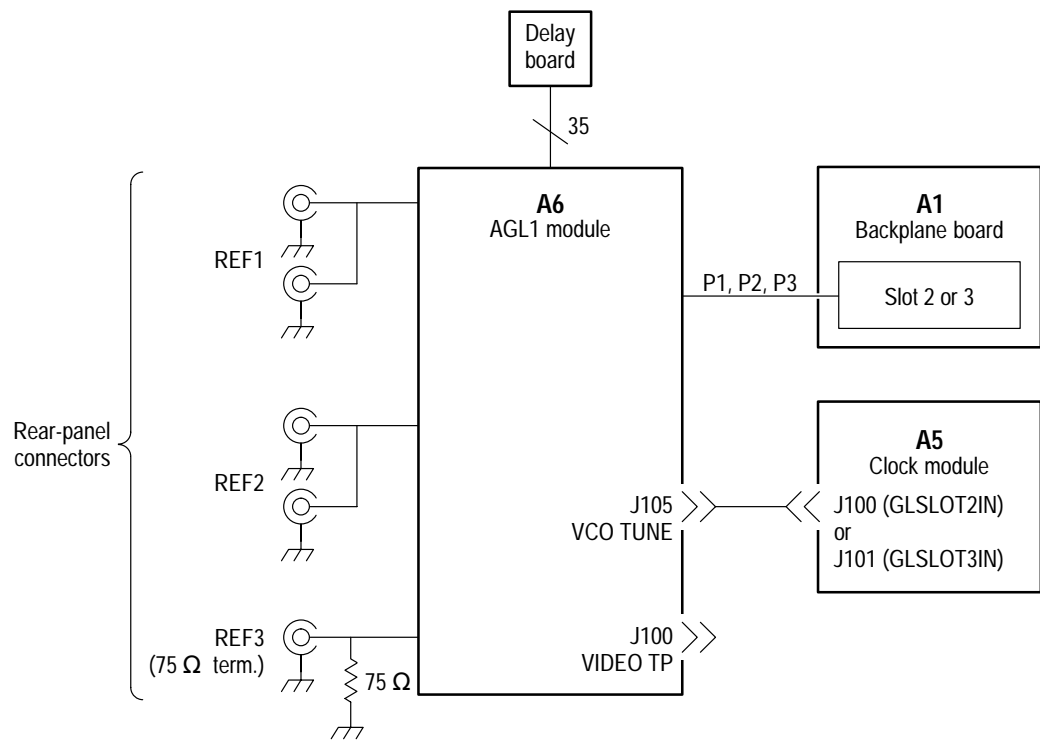 Delay
board
35
A6
AGL1 module
A1
Backplane board
Slot 2 or 3
P1, P2, P3
REF1
Rear-panel
connectors
REF2
A5
Clock module
J100 (GLSLOT2IN)
or
J101 (GLSLOT3IN)
J105
VCO TUNE
J100
VIDEO TP
REF3
(75 Ω term.)
75 Ω